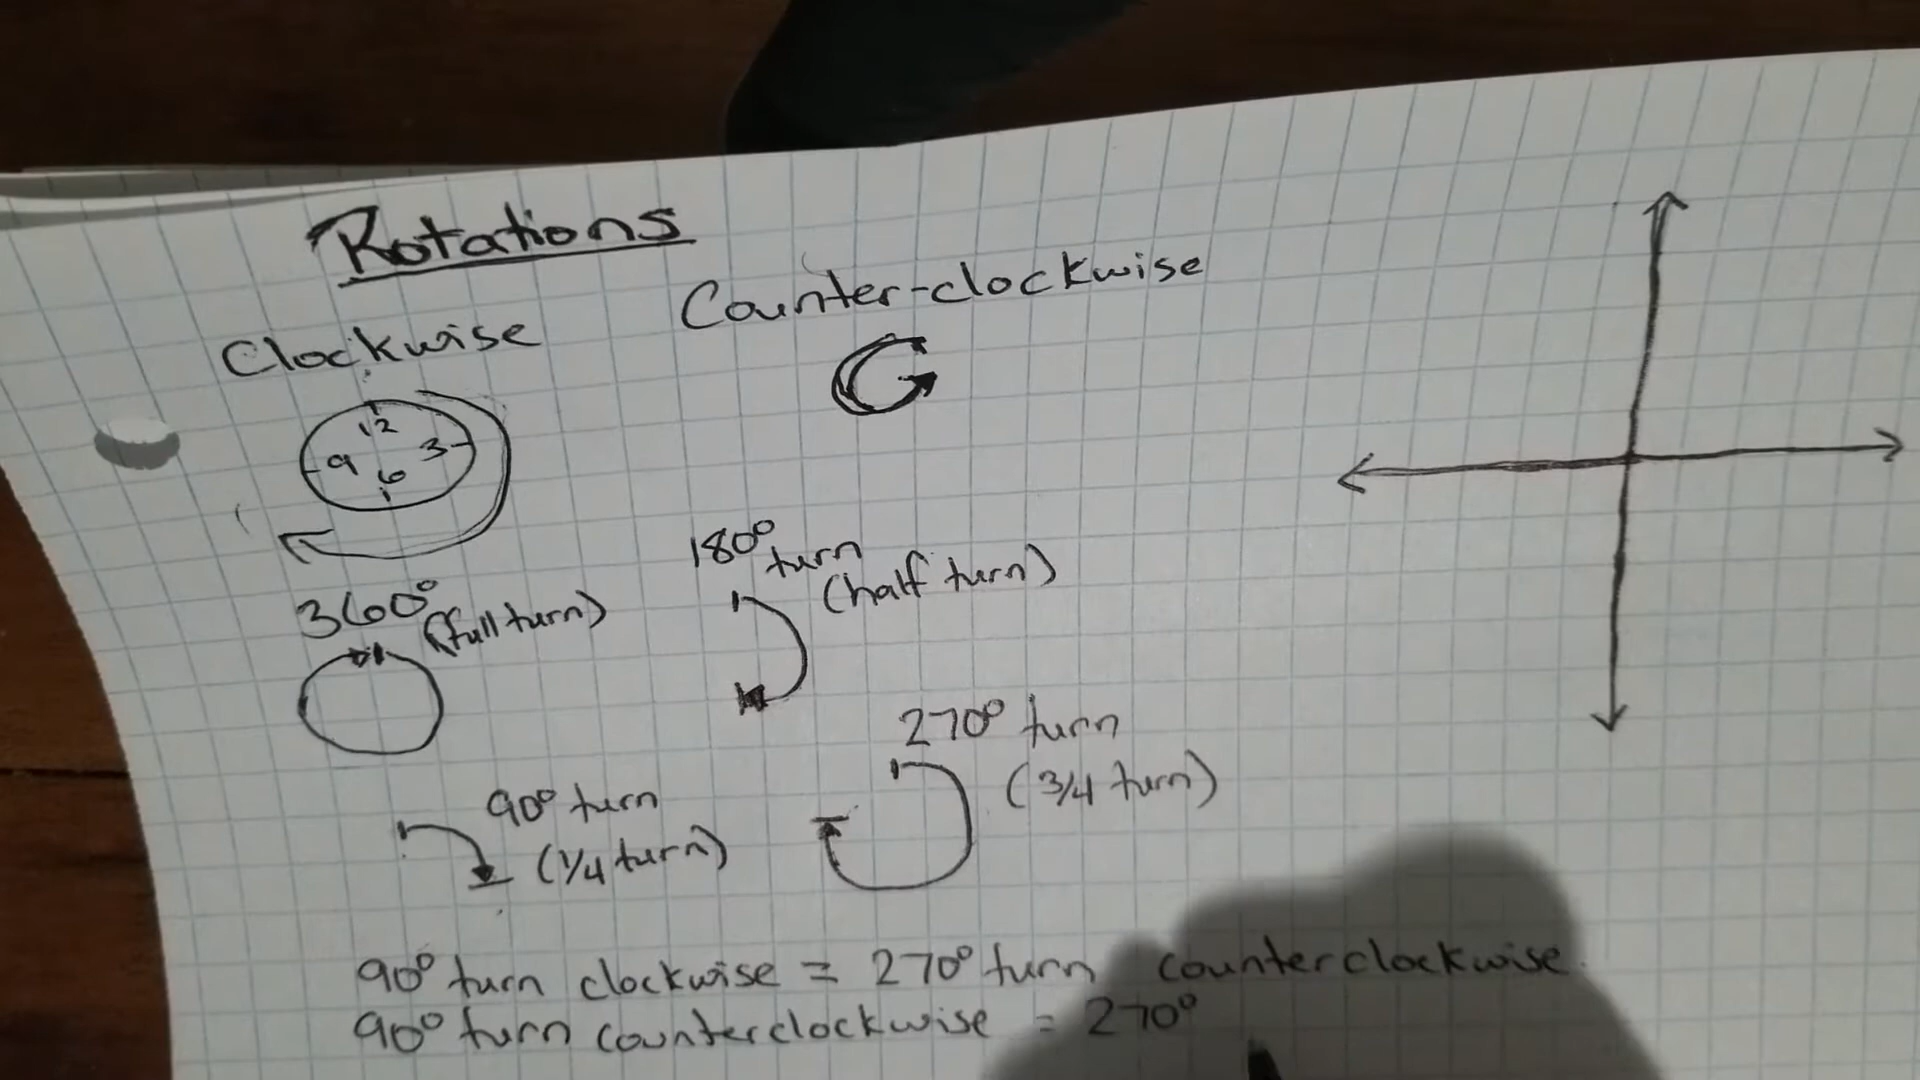 Rotations
Clockwise
Counter-clockwise
12
9 3
6
360°
(full turn)
180°
turn
(half turn)
90° turn
(1/4 turn)
270° turn
(3/4 turn)
90° turn clockwise = 270° turn counterclockwise.
90° turn counterclockwise = 270°